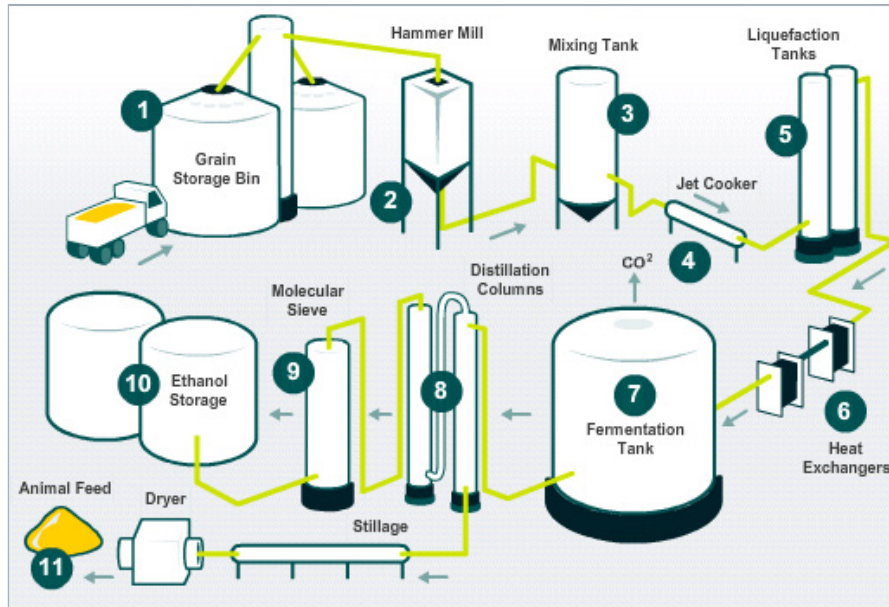 Hammer Mill
Mixing Tank
Liquefaction
Tanks
1
Grain
Storage Bin
2
3
Jet Cooker
4
5
CO²
Distillation
Columns
Molecular
Sieve
6
Heat
Exchangers
7
Fermentation
Tank
8
9
10
Ethanol
Storage
Animal Feed
Dryer
Stillage
11